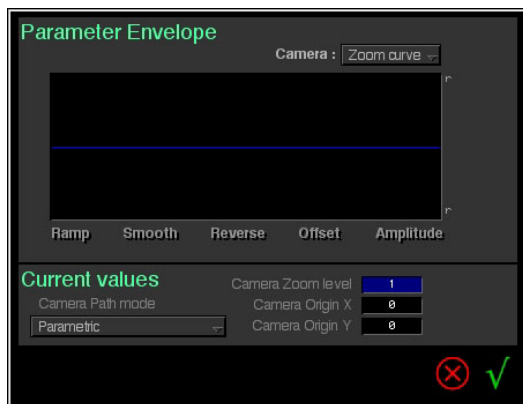 Parameter Envelope
Camera : Zoom curve
r
r
Ramp Smooth Reverse Offset Amplitude
Current values
Camera Zoom level 1
Camera Path mode
Camera Origin X 0
Parametric
Camera Origin Y 0